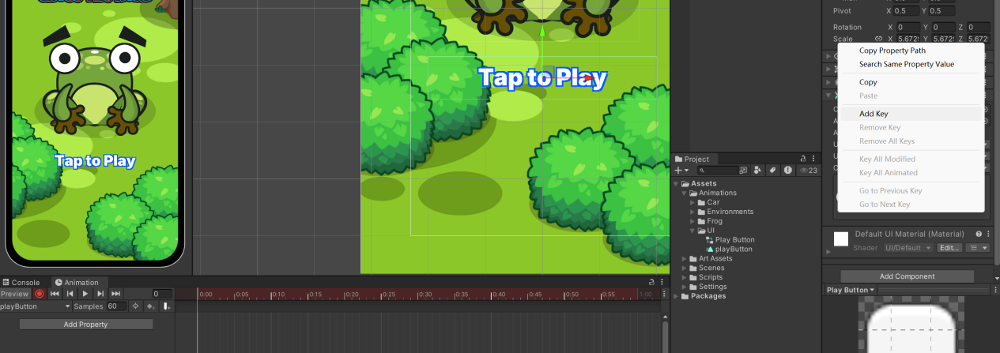 Tap to Play
Tap to Play
Pivot X 0.5 Y 0.5
Rotation X 0 Y 0 Z 0
Scale X 5.672 Y 5.672 Z 5.672
Copy Property Path
Search Same Property Value
Copy
Paste
Add Key
Remove Key
Remove All Keys
Key All Modified
Key All Animated
Go to Previous Key
Go to Next Key
Project
23
Assets
Animations
Car
Environments
Frog
UI
Play Button
playButton
Art Assets
Scenes
Scripts
Settings
Packages
Default UI Material (Material)
Shader UI/Default Edit...
Add Component
Play Button
Console Animation
Preview 0
0:00 0:05 0:10 0:15 0:20 0:25 0:30 0:35 0:40 0:45 0:50 0:55 1:00
playButton Samples 60
Add Property